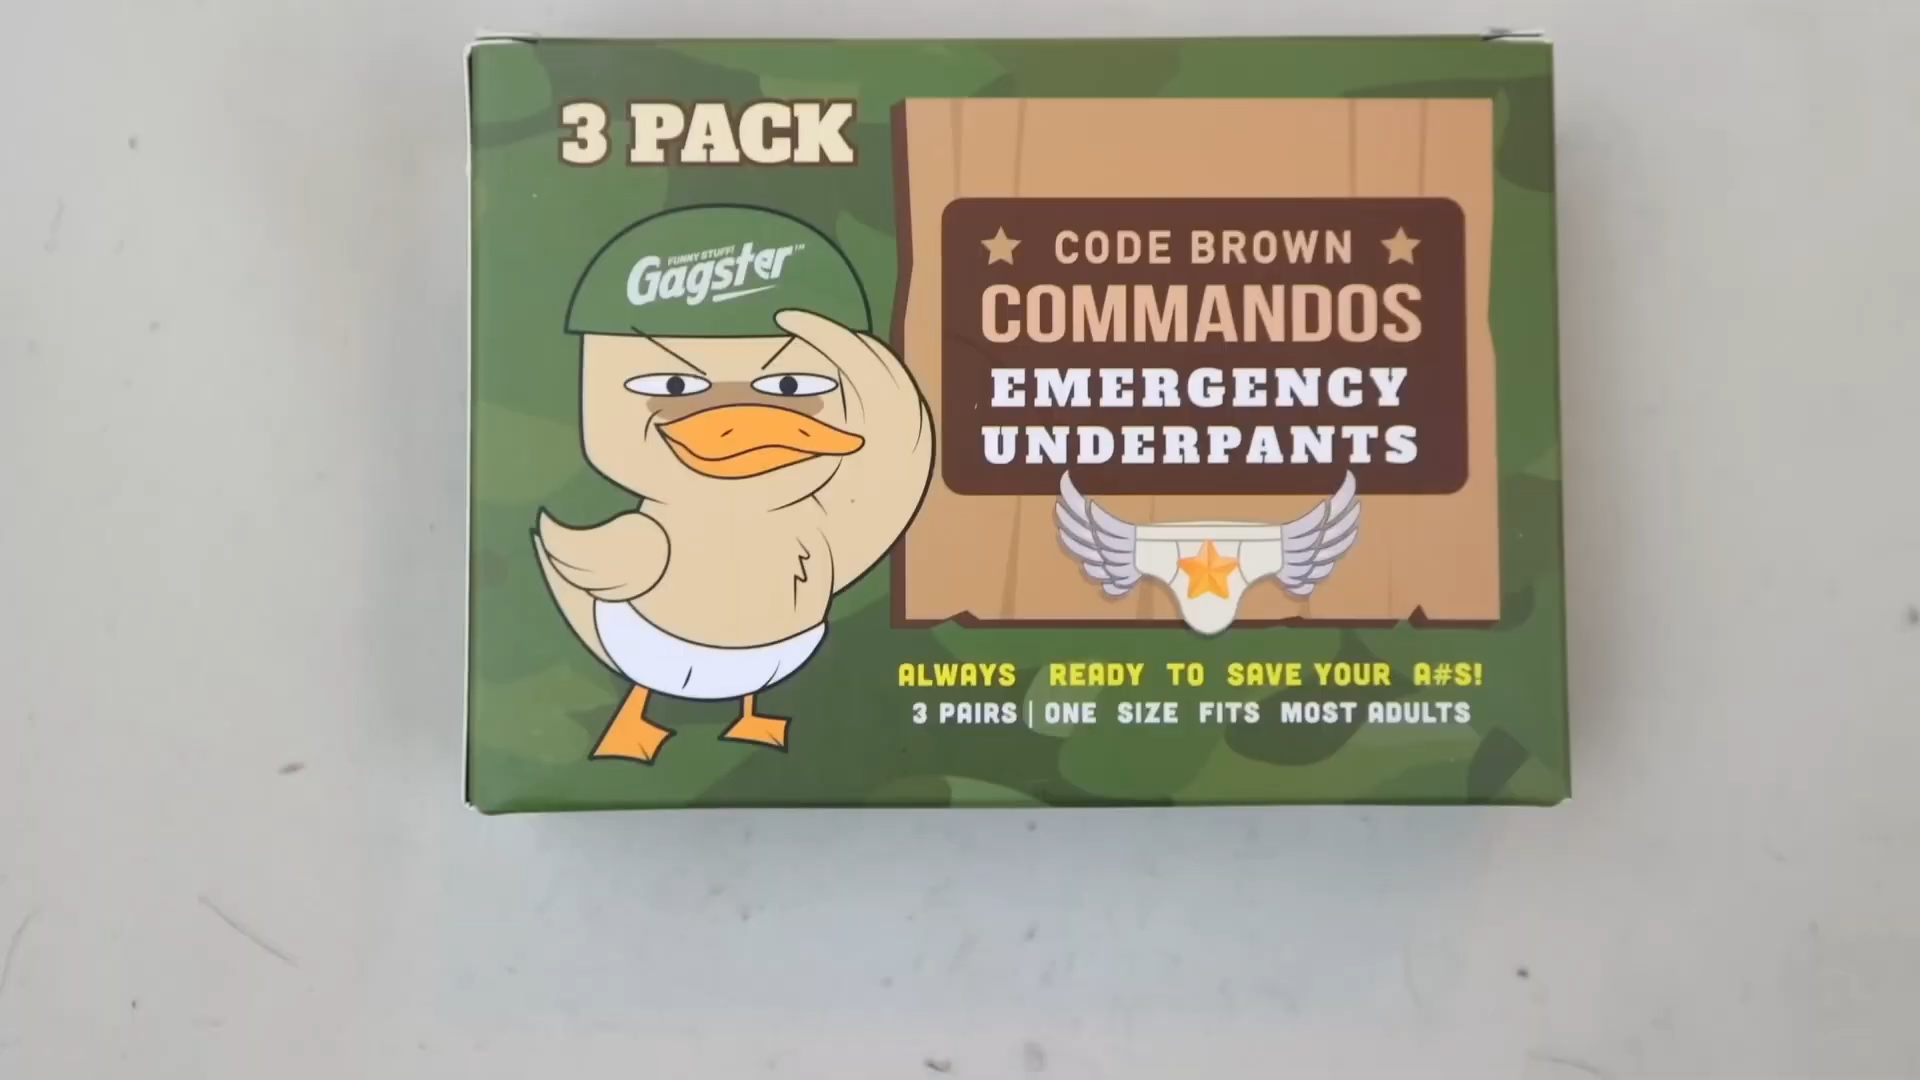 3 PACK
FUNNY STUFF!
Gagster™
CODE BROWN
COMMANDOS
EMERGENCY
UNDERPANTS
ALWAYS READY TO SAVE YOUR A#S!
3 PAIRS | ONE SIZE FITS MOST ADULTS